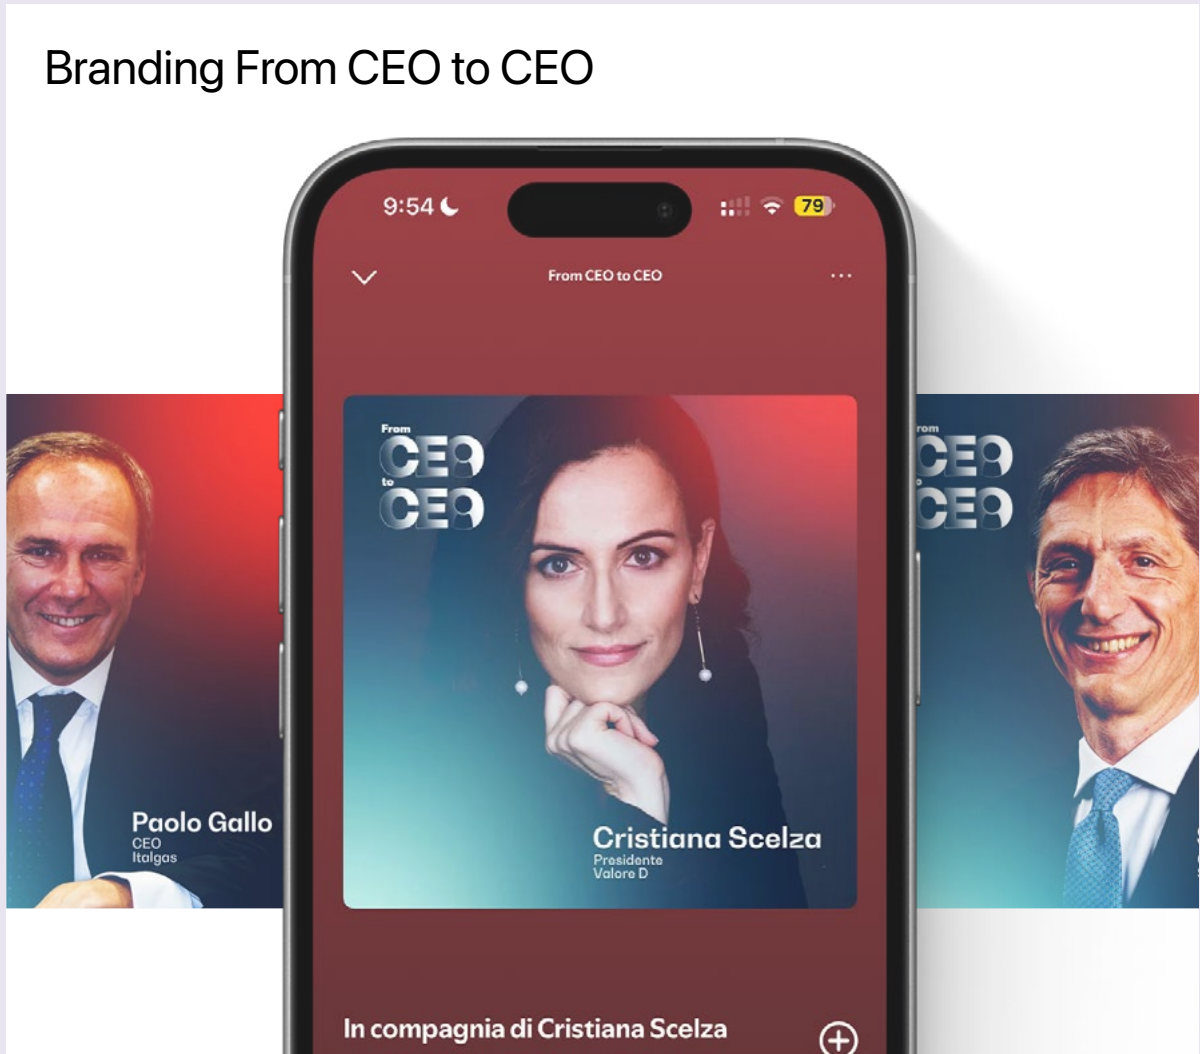 Branding From CEO to CEO
9:54
79
From CEO to CEO
From
CEO
to
CEO
Cristiana Scelza
Presidente
Valore D
Paolo Gallo
CEO
Italgas
rom
CEO
CEO
In compagnia di Cristiana Scelza